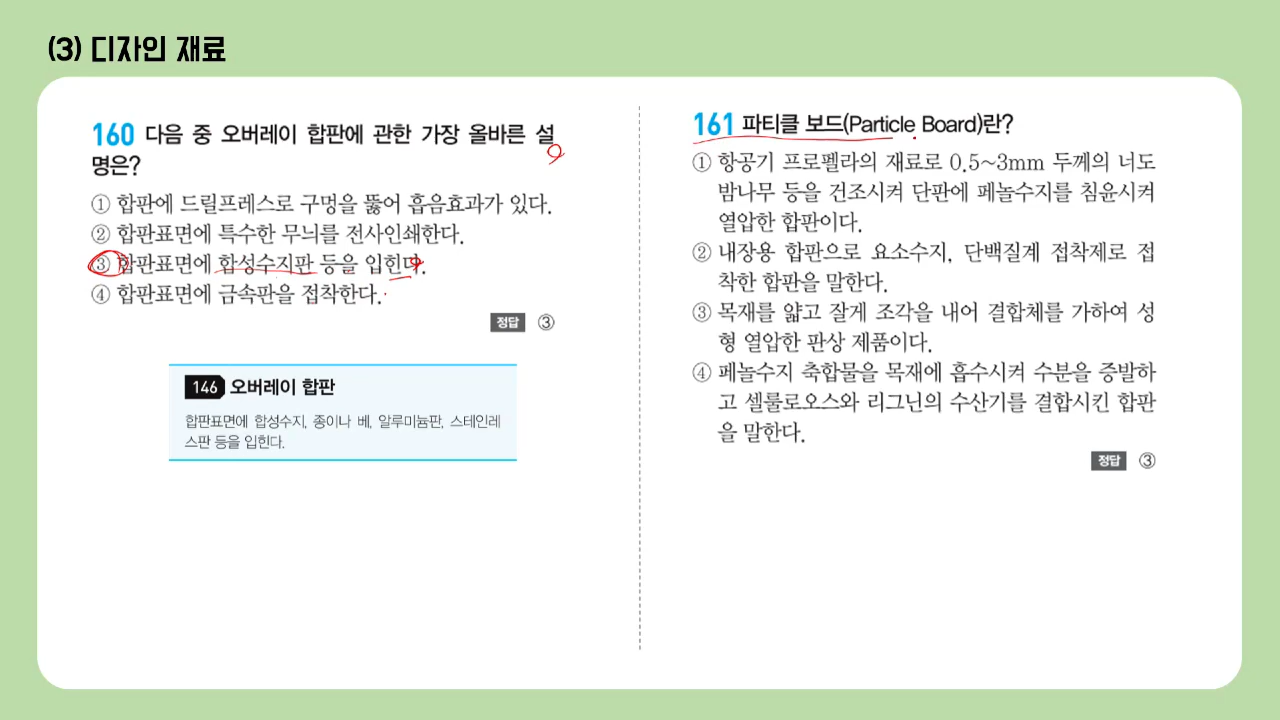 (3) 디자인 재료
160 다음 중 오버레이 합판에 관한 가장 올바른 설
명은?
① 합판에 드릴프레스로 구멍을 뚫어 흡음효과가 있다.
② 합판표면에 특수한 무늬를 전사인쇄한다.
③ 합판표면에 합성수지판 등을 입힌다.
④ 합판표면에 금속판을 접착한다.
정답 ③
146 오버레이 합판
합판표면에 합성수지, 종이나 베, 알루미늄판, 스테인레
스판 등을 입힌다.
161 파티클 보드(Particle Board)란?
① 항공기 프로펠라의 재료로 0.5~3mm 두께의 너도
밤나무 등을 건조시켜 단판에 페놀수지를 침윤시켜
열압한 합판이다.
② 내장용 합판으로 요소수지, 단백질계 접착제로 접
착한 합판을 말한다.
③ 목재를 얇고 잘게 조각을 내어 결합체를 가하여 성
형 열압한 판상 제품이다.
④ 페놀수지 축합물을 목재에 흡수시켜 수분을 증발하
고 셀룰로오스와 리그닌의 수산기를 결합시킨 합판
을 말한다.
정답 ③